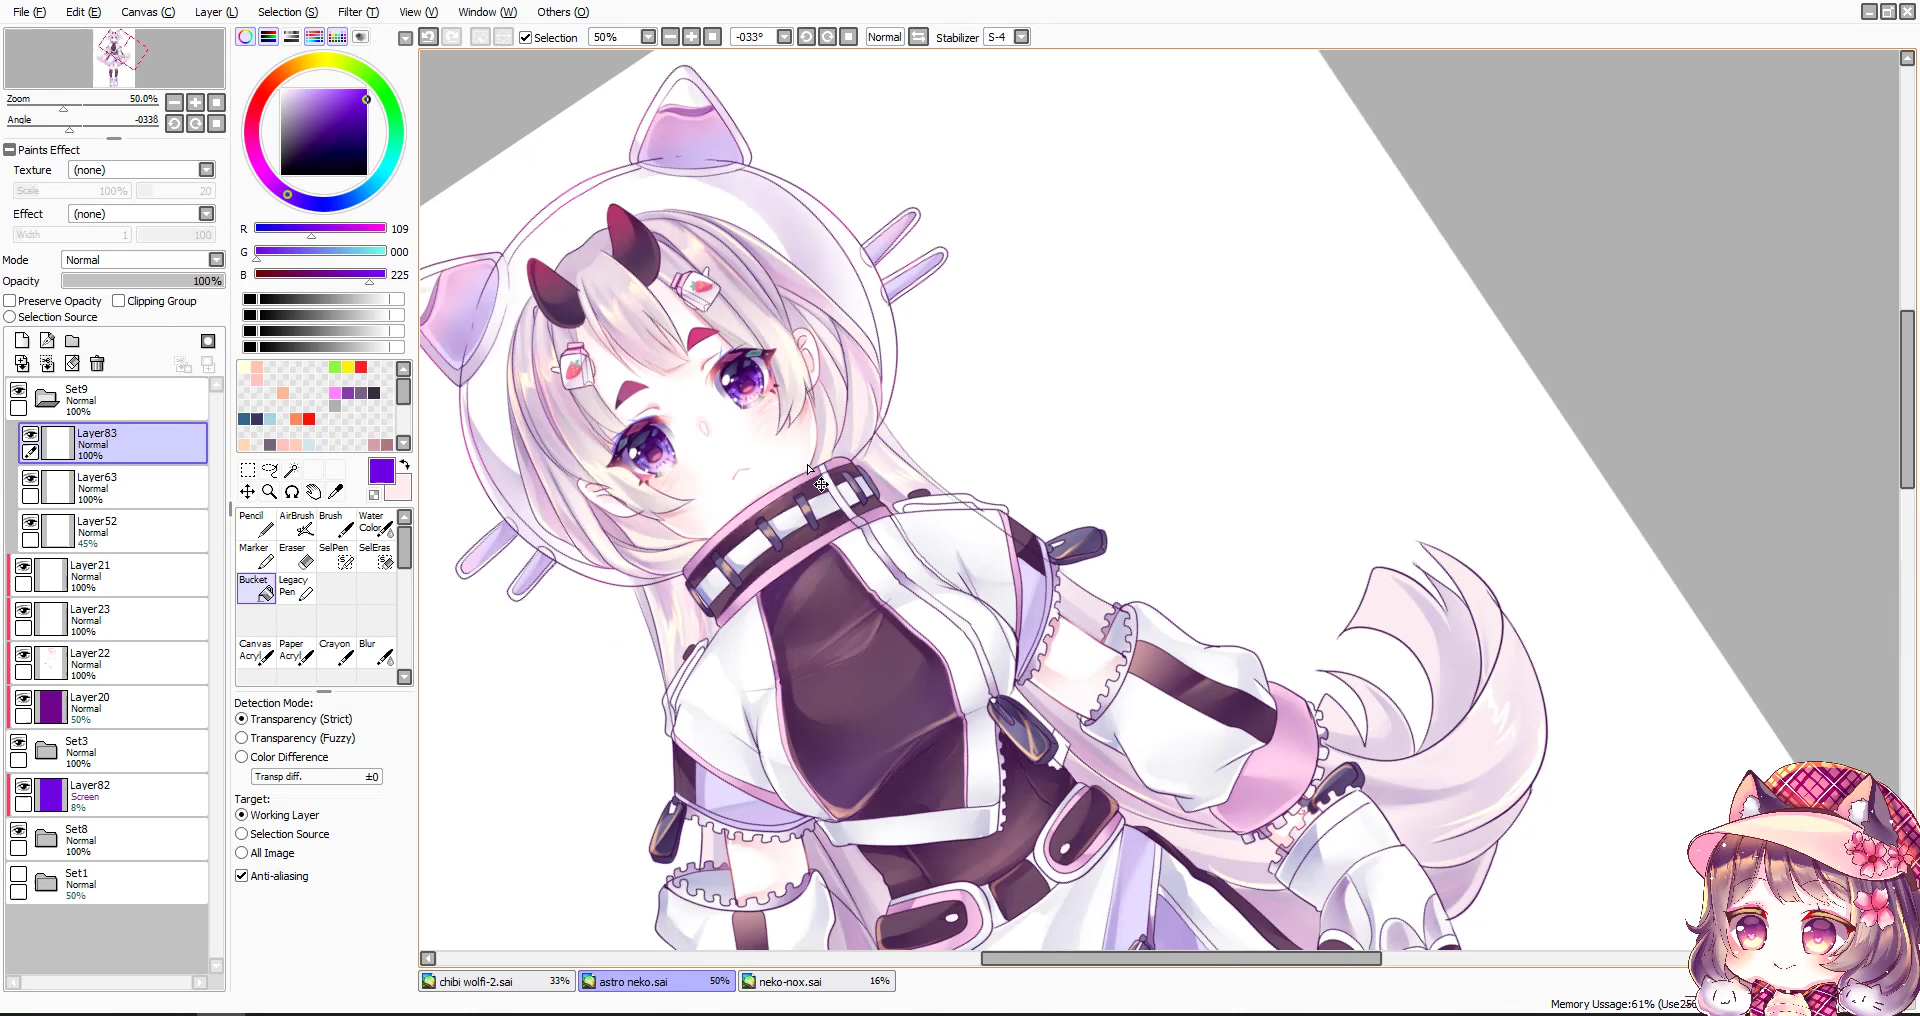 File (F) Edit (E) Canvas (C) Layer (L) Selection (S) Filter (T) View (V) Window (W) Others (O)
Selection 50% -033° Normal Stabilizer S-4
Zoom 50.0%
Angle -0338
Paints Effect
Texture (none)
Scale 100% 20
Effect (none)
Width 1 100
Mode Normal
Opacity 100%
Preserve Opacity Clipping Group
Selection Source
R 109
G 000
B 225
Set9
Normal
100%
Layer83
Normal
100%
Layer63
Normal
100%
Layer52
Normal
45%
Layer21
Normal
100%
Layer23
Normal
100%
Layer22
Normal
100%
Layer20
Normal
50%
Set3
Normal
100%
Layer82
Screen
8%
Set8
Normal
100%
Set1
Normal
50%
Pencil AirBrush Brush Water Color
Marker Eraser SelPen SelEras
Bucket Legacy Pen
Canvas Acryl Paper Acryl Crayon Blur
Detection Mode:
Transparency (Strict)
Transparency (Fuzzy)
Color Difference
Transp diff. ±0
Target:
Working Layer
Selection Source
All Image
Anti-aliasing
chibi wolfi-2.sai 33% astro neko.sai 50% neko-nox.sai 16%
Memory Ussage:61% (Use